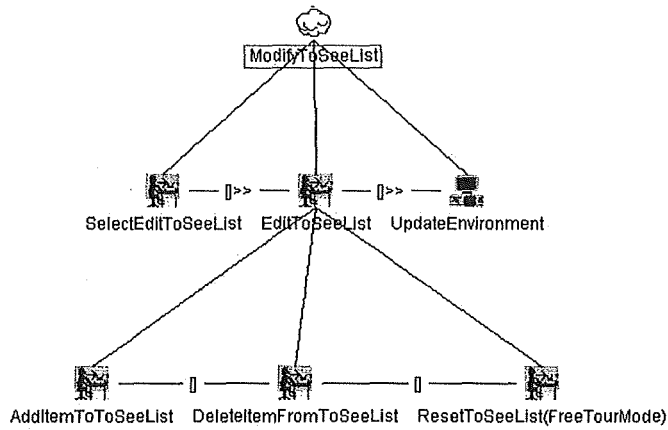 ModifyToSeeList
[]>> []>>
SelectEditToSeeList EditToSeeList UpdateEnvironment
[] []
AddItemToToSeeList DeleteItemFromToSeeList ResetToSeeList(FreeTourMode)